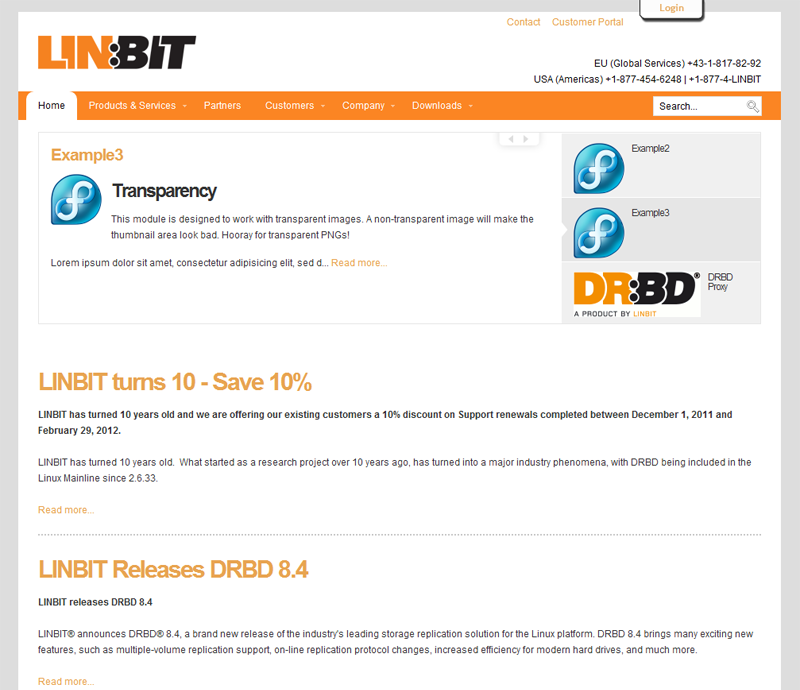 Login
Contact Customer Portal
LIN:BIT
EU (Global Services) +43-1-817-82-92
USA (Americas) +1-877-454-6248 | +1-877-4-LINBIT
Home Products & Services Partners Customers Company Downloads Search...
Example3
Transparency
This module is designed to work with transparent images. A non-transparent image will make the
thumbnail area look bad. Hooray for transparent PNGs!
Lorem ipsum dolor sit amet, consectetur adipisicing elit, sed d... Read more...
Example2
Example3
DR:BD®
A PRODUCT BY LINBIT
DRBD
Proxy
LINBIT turns 10 - Save 10%
LINBIT has turned 10 years old and we are offering our existing customers a 10% discount on Support renewals completed between December 1, 2011 and
February 29, 2012.
LINBIT has turned 10 years old.  What started as a research project over 10 years ago, has turned into a major industry phenomena, with DRBD being included in the
Linux Mainline since 2.6.33.
Read more...
LINBIT Releases DRBD 8.4
LINBIT releases DRBD 8.4
LINBIT® announces DRBD® 8.4, a brand new release of the industry's leading storage replication solution for the Linux platform. DRBD 8.4 brings many exciting new
features, such as multiple-volume replication support, on-line replication protocol changes, increased efficiency for modern hard drives, and much more.
Read more...